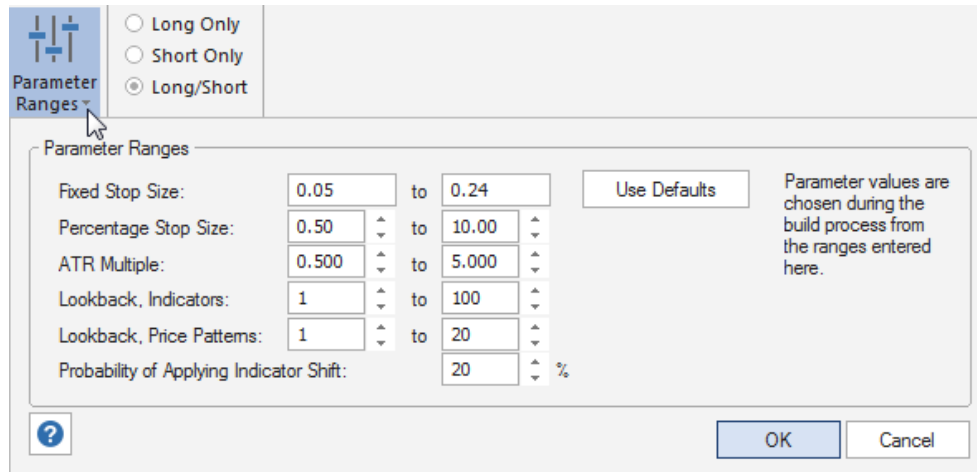 Long Only
Short Only
Long/Short
Parameter
Ranges
Parameter Ranges
Fixed Stop Size: 0.05 to 0.24 Use Defaults
Percentage Stop Size: 0.50 to 10.00
ATR Multiple: 0.500 to 5.000
Lookback, Indicators: 1 to 100
Lookback, Price Patterns: 1 to 20
Probability of Applying Indicator Shift: 20 %
Parameter values are
chosen during the
build process from
the ranges entered
here.
?
OK Cancel